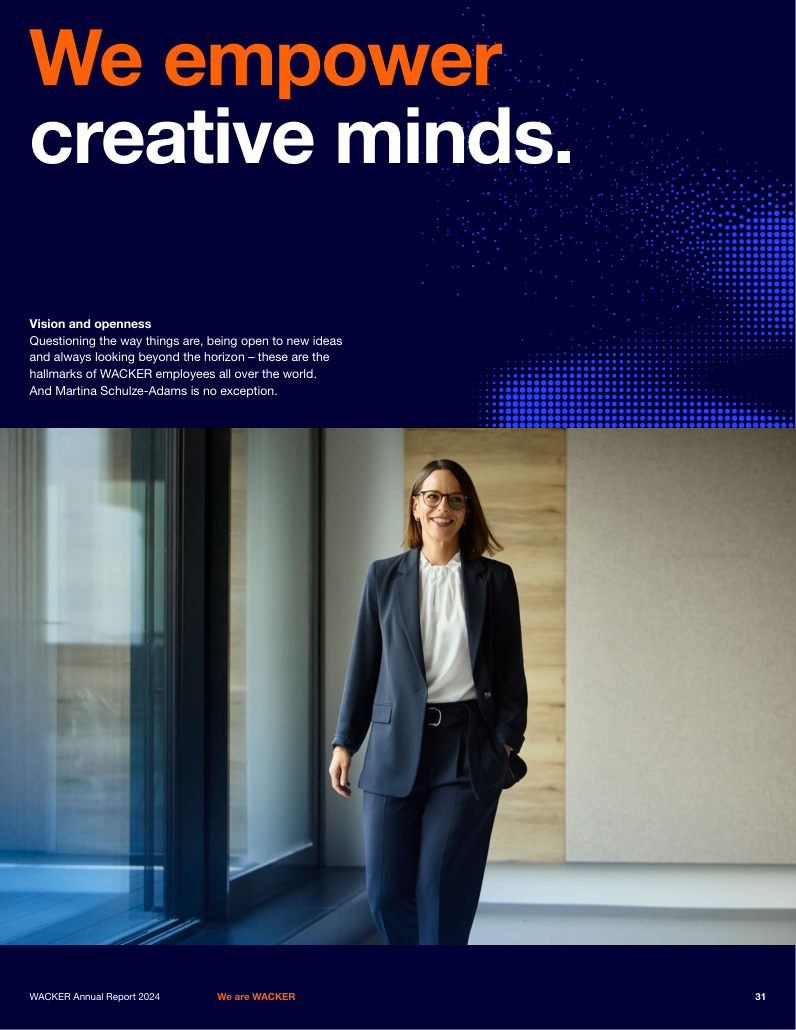 We empower
creative minds.
Vision and openness
Questioning the way things are, being open to new ideas
and always looking beyond the horizon – these are the
hallmarks of WACKER employees all over the world.
And Martina Schulze-Adams is no exception.
WACKER Annual Report 2024
We are WACKER
31